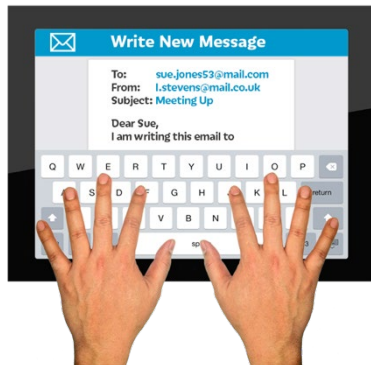 Write New Message
To: sue.jones53@mail.com
From: l.stevens@mail.co.uk
Subject: Meeting Up
Dear Sue,
I am writing this email to
Q W E R T Y U I O P
S D F G H K L return
V B N